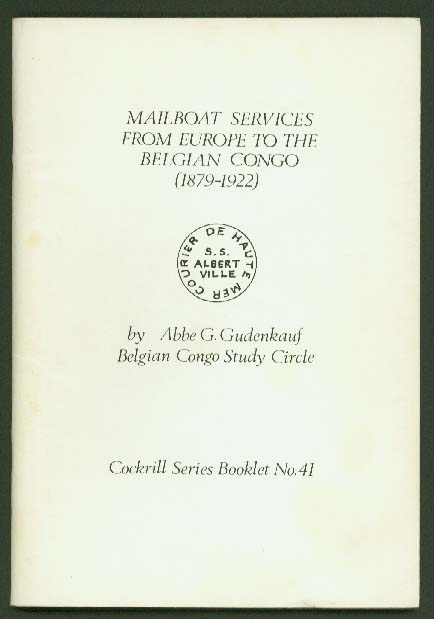 MAILBOAT SERVICES
FROM EUROPE TO THE
BELGIAN CONGO
(1879-1922)
COURIER DE HAUTE MER
S.S.
ALBERT
VILLE
by Abbe G. Gudenkauf
Belgian Congo Study Circle
Cockrill Series Booklet No. 41